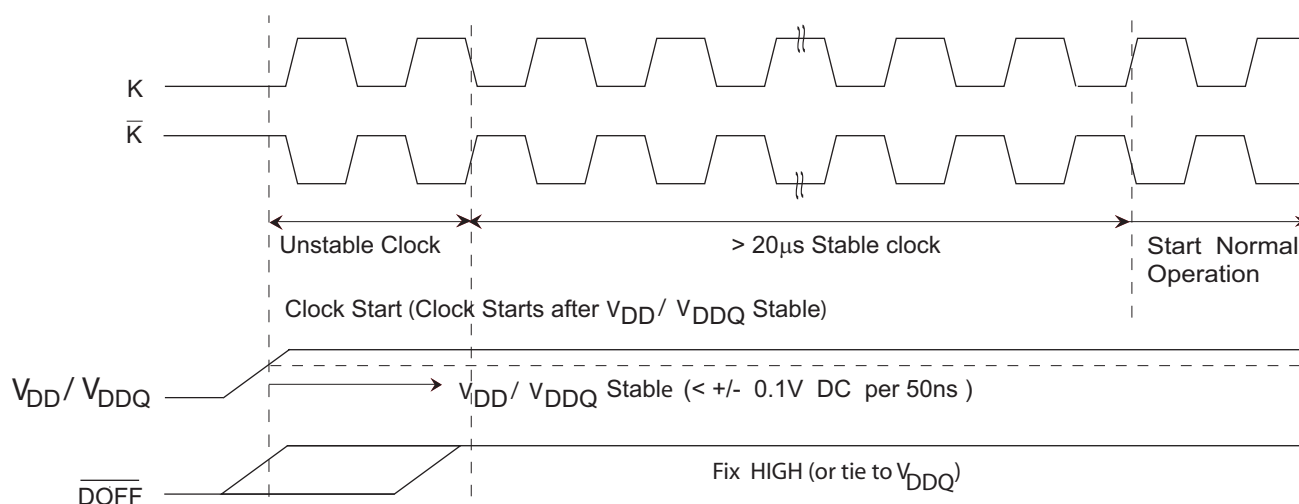 K
K̅
Unstable Clock
> 20µs Stable clock
Start Normal
Operation
Clock Start (Clock Starts after VDD/ VDDQ Stable)
VDD/ VDDQ
VDD/ VDDQ Stable (< +/- 0.1V DC per 50ns )
Fix HIGH (or tie to VDDQ)
D̅O̅F̅F̅